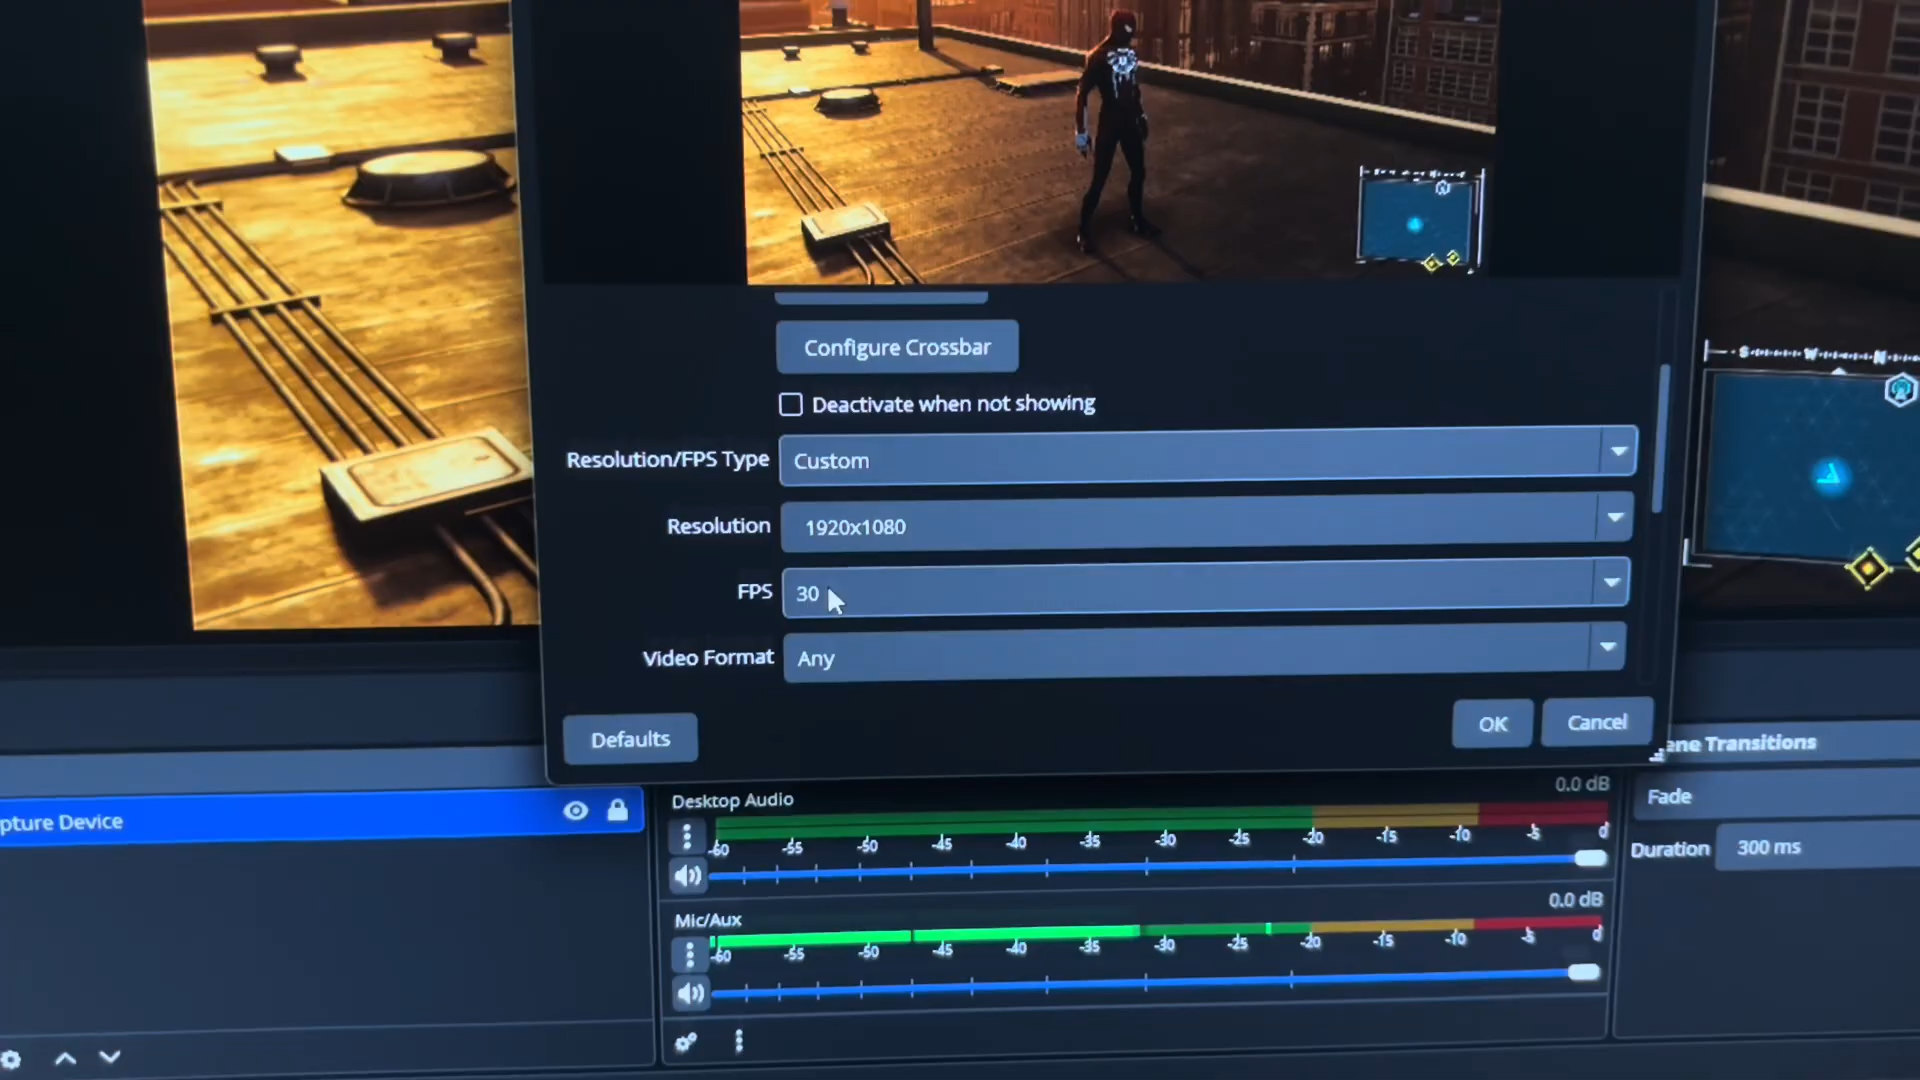 Configure Crossbar
Deactivate when not showing
Resolution/FPS Type
Custom
Resolution
1920x1080
FPS
30
Video Format
Any
Defaults
OK
Cancel
S W N
ene Transitions
Fade
Duration
300 ms
pture Device
Desktop Audio
0.0 dB
-60 -55 -50 -45 -40 -35 -30 -25 -20 -15 -10 -5 0
Mic/Aux
0.0 dB
-60 -55 -50 -45 -40 -35 -30 -25 -20 -15 -10 -5 0